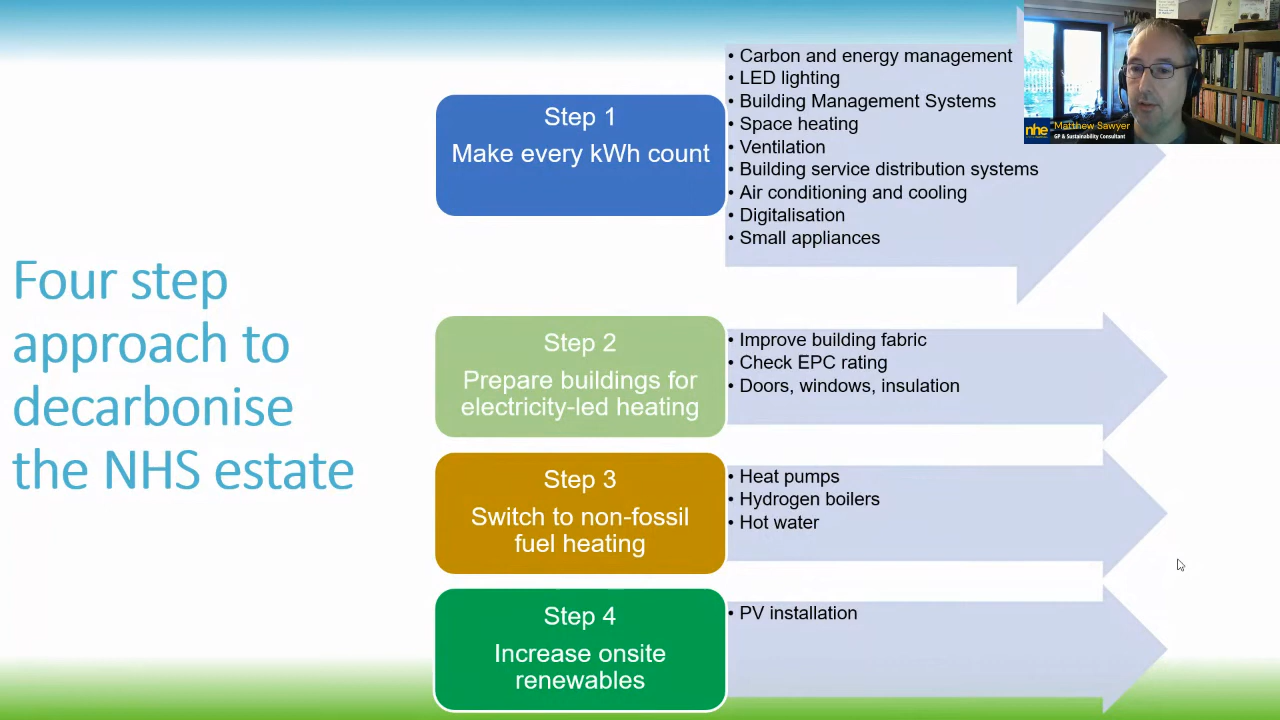 Four step
approach to
decarbonise
the NHS estate
Step 1
Make every kWh count
• Carbon and energy management
• LED lighting
• Building Management Systems
• Space heating
• Ventilation
• Building service distribution systems
• Air conditioning and cooling
• Digitalisation
• Small appliances
Step 2
Prepare buildings for
electricity-led heating
• Improve building fabric
• Check EPC rating
• Doors, windows, insulation
Step 3
Switch to non-fossil
fuel heating
• Heat pumps
• Hydrogen boilers
• Hot water
Step 4
Increase onsite
renewables
• PV installation
nhe
Matthew Sawyer
GP & Sustainability Consultant